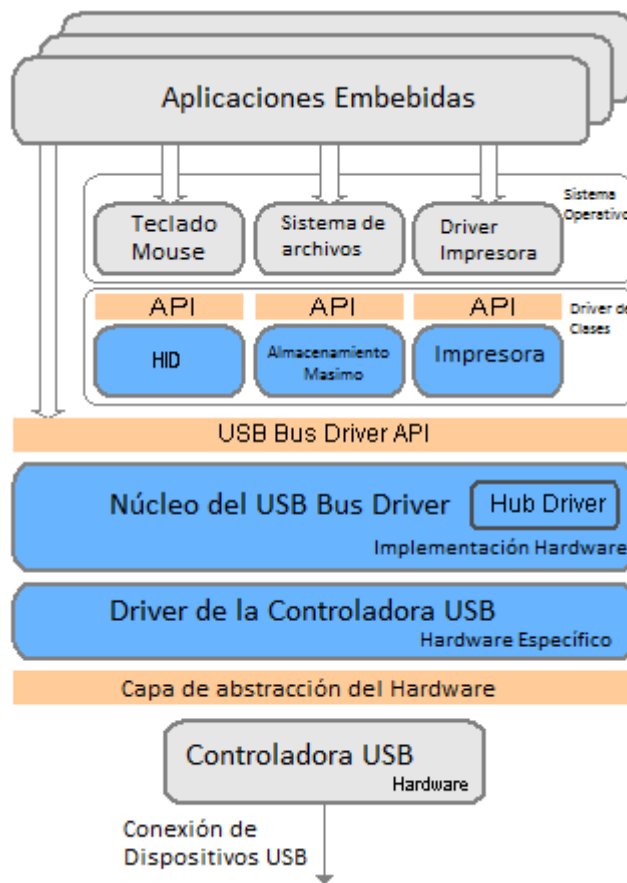 Aplicaciones Embebidas
Teclado
Mouse
Sistema de
archivos
Driver
Impresora
Sistema
Operativo
API
API
API
Driver de
Clases
HID
Almacenamiento
Masimo
Impresora
USB Bus Driver API
Núcleo del USB Bus Driver
Hub Driver
Implementación Hardware
Driver de la Controladora USB
Hardware Específico
Capa de abstracción del Hardware
Controladora USB
Hardware
Conexión de
Dispositivos USB